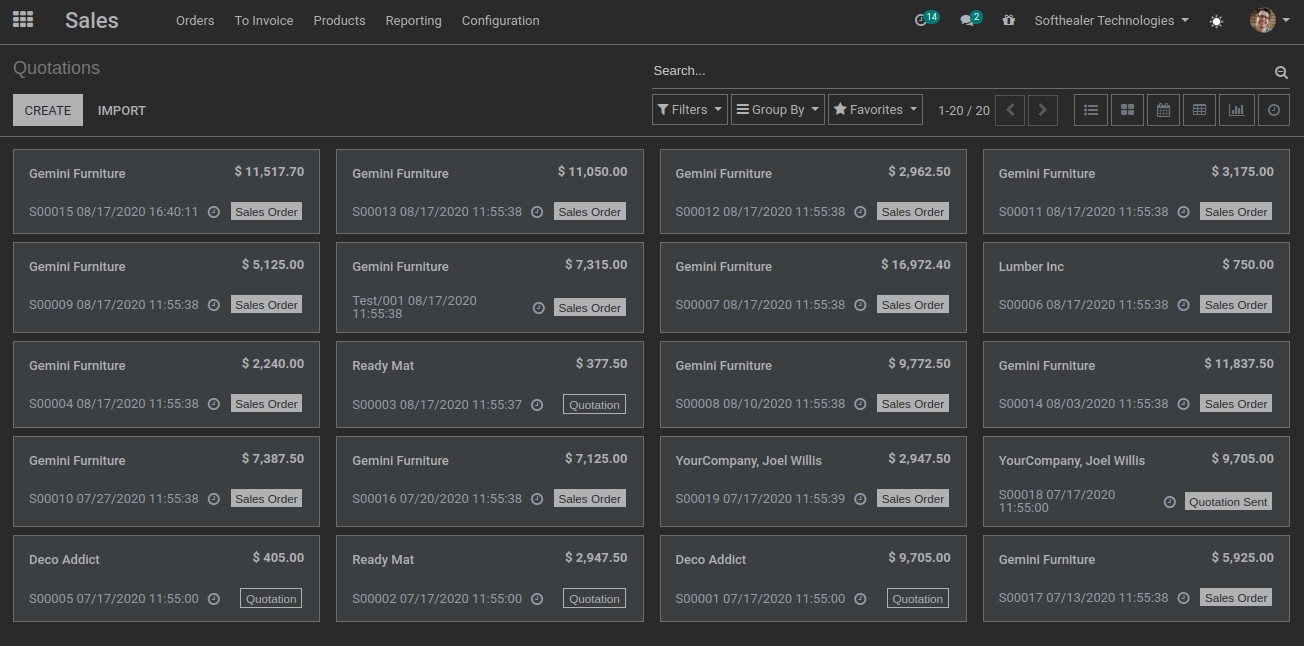 Sales Orders To Invoice Products Reporting Configuration 14 2 Softhealer Technologies
Quotations
Search...
CREATE IMPORT Filters Group By Favorites 1-20 / 20
Gemini Furniture $ 11,517.70
S00015 08/17/2020 16:40:11 Sales Order
Gemini Furniture $ 11,050.00
S00013 08/17/2020 11:55:38 Sales Order
Gemini Furniture $ 2,962.50
S00012 08/17/2020 11:55:38 Sales Order
Gemini Furniture $ 3,175.00
S00011 08/17/2020 11:55:38 Sales Order
Gemini Furniture $ 5,125.00
S00009 08/17/2020 11:55:38 Sales Order
Gemini Furniture $ 7,315.00
Test/001 08/17/2020
11:55:38 Sales Order
Gemini Furniture $ 16,972.40
S00007 08/17/2020 11:55:38 Sales Order
Lumber Inc $ 750.00
S00006 08/17/2020 11:55:38 Sales Order
Gemini Furniture $ 2,240.00
S00004 08/17/2020 11:55:38 Sales Order
Ready Mat $ 377.50
S00003 08/17/2020 11:55:37 Quotation
Gemini Furniture $ 9,772.50
S00008 08/10/2020 11:55:38 Sales Order
Gemini Furniture $ 11,837.50
S00014 08/03/2020 11:55:38 Sales Order
Gemini Furniture $ 7,387.50
S00010 07/27/2020 11:55:38 Sales Order
Gemini Furniture $ 7,125.00
S00016 07/20/2020 11:55:38 Sales Order
YourCompany, Joel Willis $ 2,947.50
S00019 07/17/2020 11:55:39 Sales Order
YourCompany, Joel Willis $ 9,705.00
S00018 07/17/2020
11:55:00 Quotation Sent
Deco Addict $ 405.00
S00005 07/17/2020 11:55:00 Quotation
Ready Mat $ 2,947.50
S00002 07/17/2020 11:55:00 Quotation
Deco Addict $ 9,705.00
S00001 07/17/2020 11:55:00 Quotation
Gemini Furniture $ 5,925.00
S00017 07/13/2020 11:55:38 Sales Order